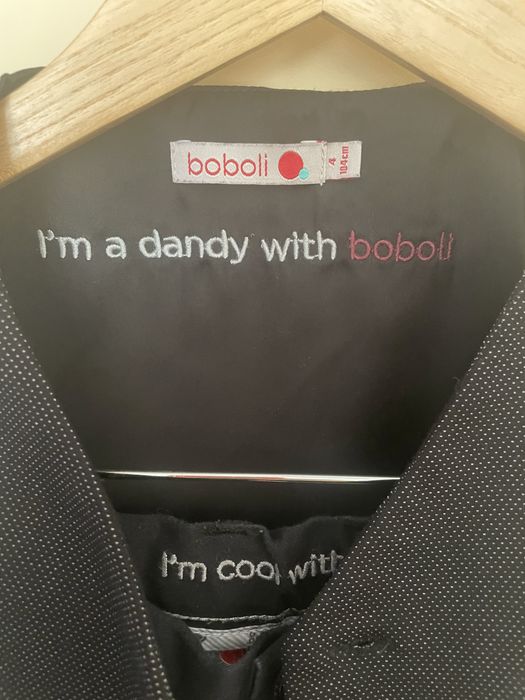 boboli
4
104cm
I'm a dandy with boboli
I'm cool with